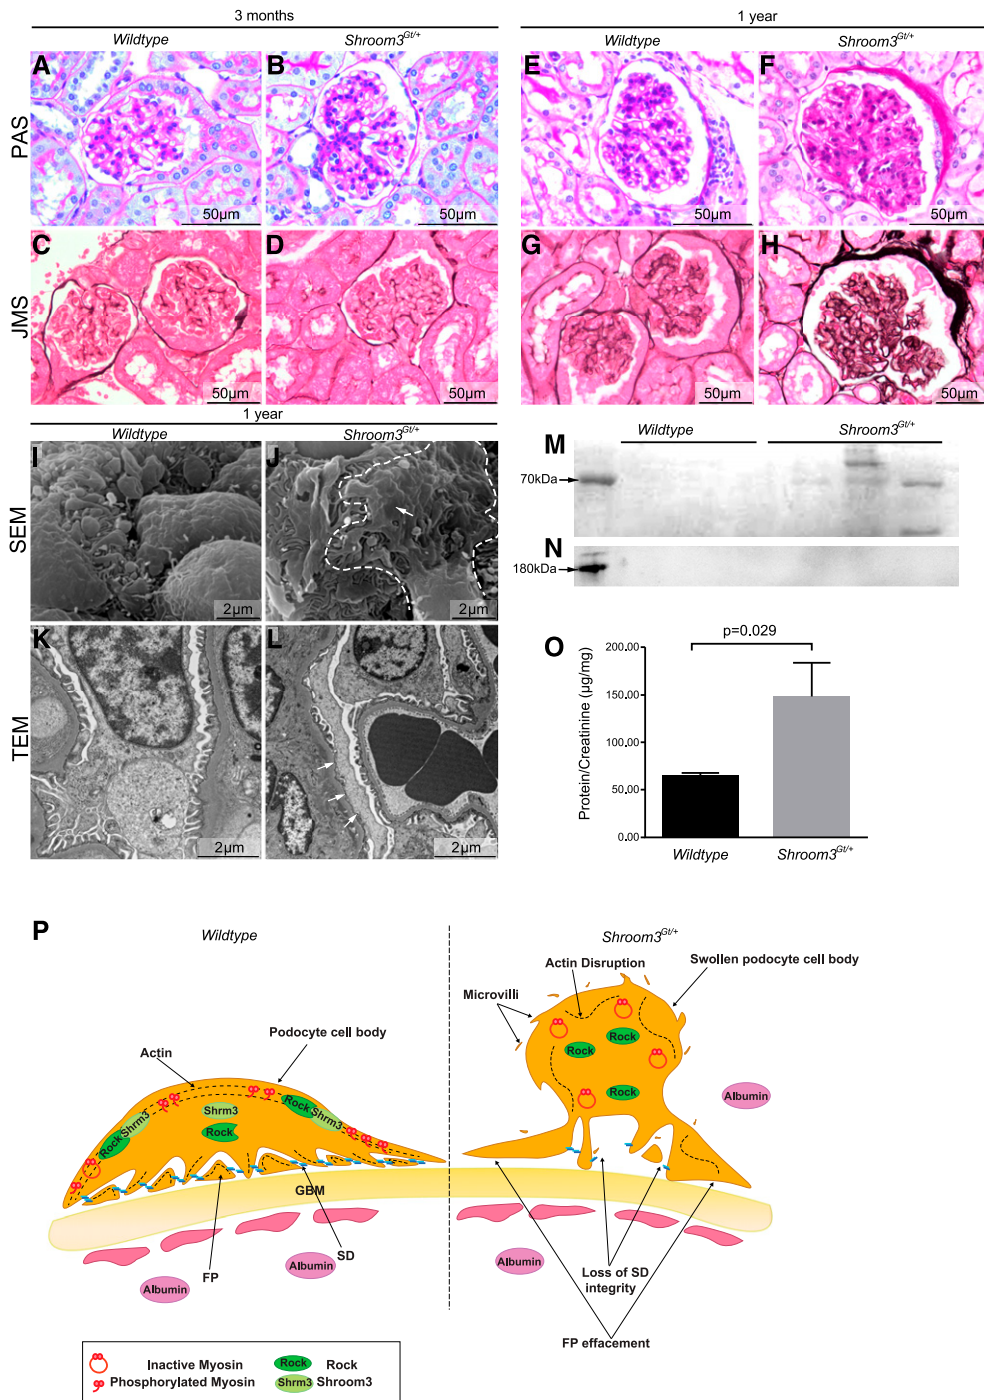 3 months
1 year
Wildtype
Shroom3Gt/+
Wildtype
Shroom3Gt/+
PAS
A
50µm
B
50µm
E
50µm
F
50µm
JMS
C
50µm
D
50µm
G
50µm
H
50µm
1 year
Wildtype
Shroom3Gt/+
SEM
I
2µm
J
2µm
TEM
K
2µm
L
2µm
Wildtype
Shroom3Gt/+
M
70kDa
N
180kDa
O
p=0.029
Protein/Creatinine (µg/mg)
200.00
150.00
100.00
50.00
0.00
Wildtype
Shroom3Gt/+
P
Wildtype
Shroom3Gt/+
Actin
Podocyte cell body
Rock
Shrm3
Shrm3
Rock
Rock
Shrm3
GBM
FP
SD
Albumin
Albumin
Microvilli
Actin Disruption
Swollen podocyte cell body
Rock
Rock
Rock
Albumin
Albumin
Loss of SD
integrity
FP effacement
Inactive Myosin
Rock
Rock
Phosphorylated Myosin
Shrm3
Shroom3